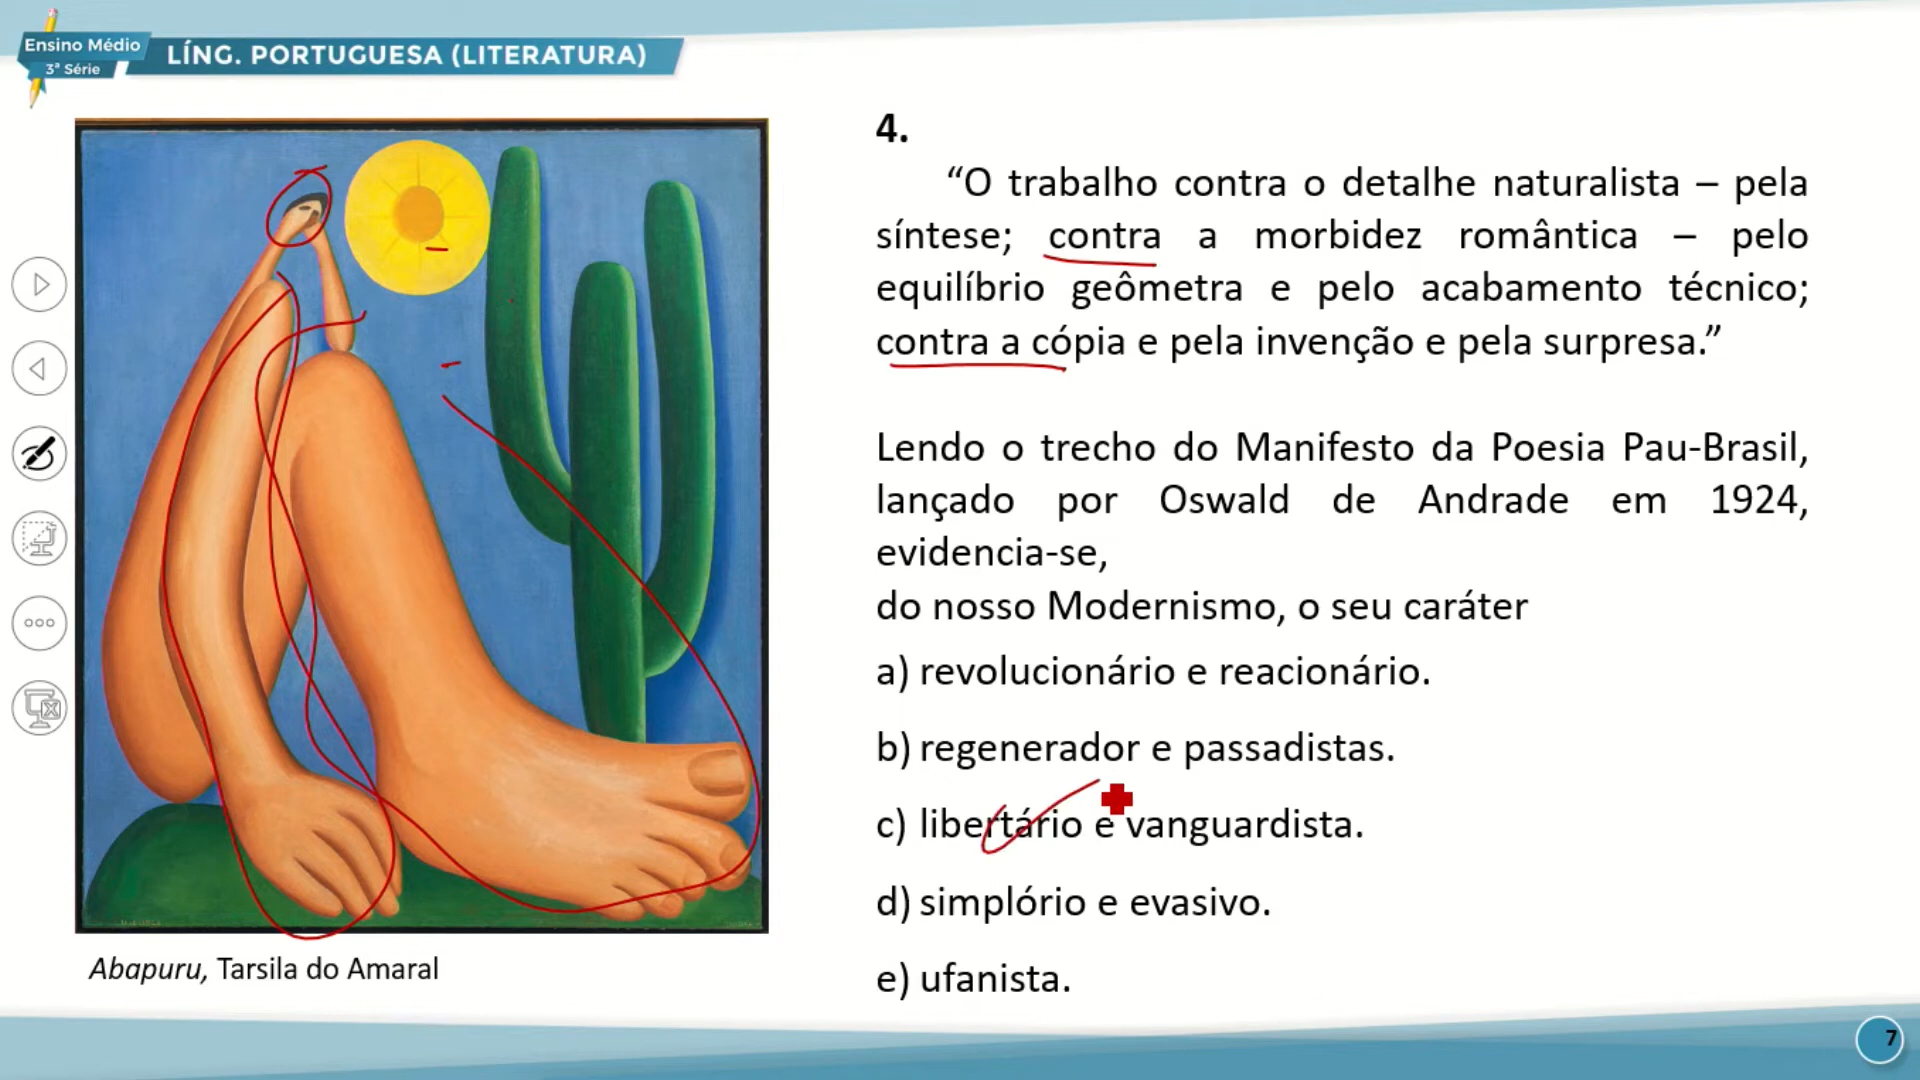 Ensino Médio
3ª Série
LÍNG. PORTUGUESA (LITERATURA)
4.
“O trabalho contra o detalhe naturalista – pela
síntese; contra a morbidez romântica – pelo
equilíbrio geômetra e pelo acabamento técnico;
contra a cópia e pela invenção e pela surpresa.”
Lendo o trecho do Manifesto da Poesia Pau-Brasil,
lançado por Oswald de Andrade em 1924,
evidencia-se,
do nosso Modernismo, o seu caráter
a) revolucionário e reacionário.
b) regenerador e passadistas.
c) libertário e vanguardista.
d) simplório e evasivo.
e) ufanista.
Abapuru, Tarsila do Amaral
7